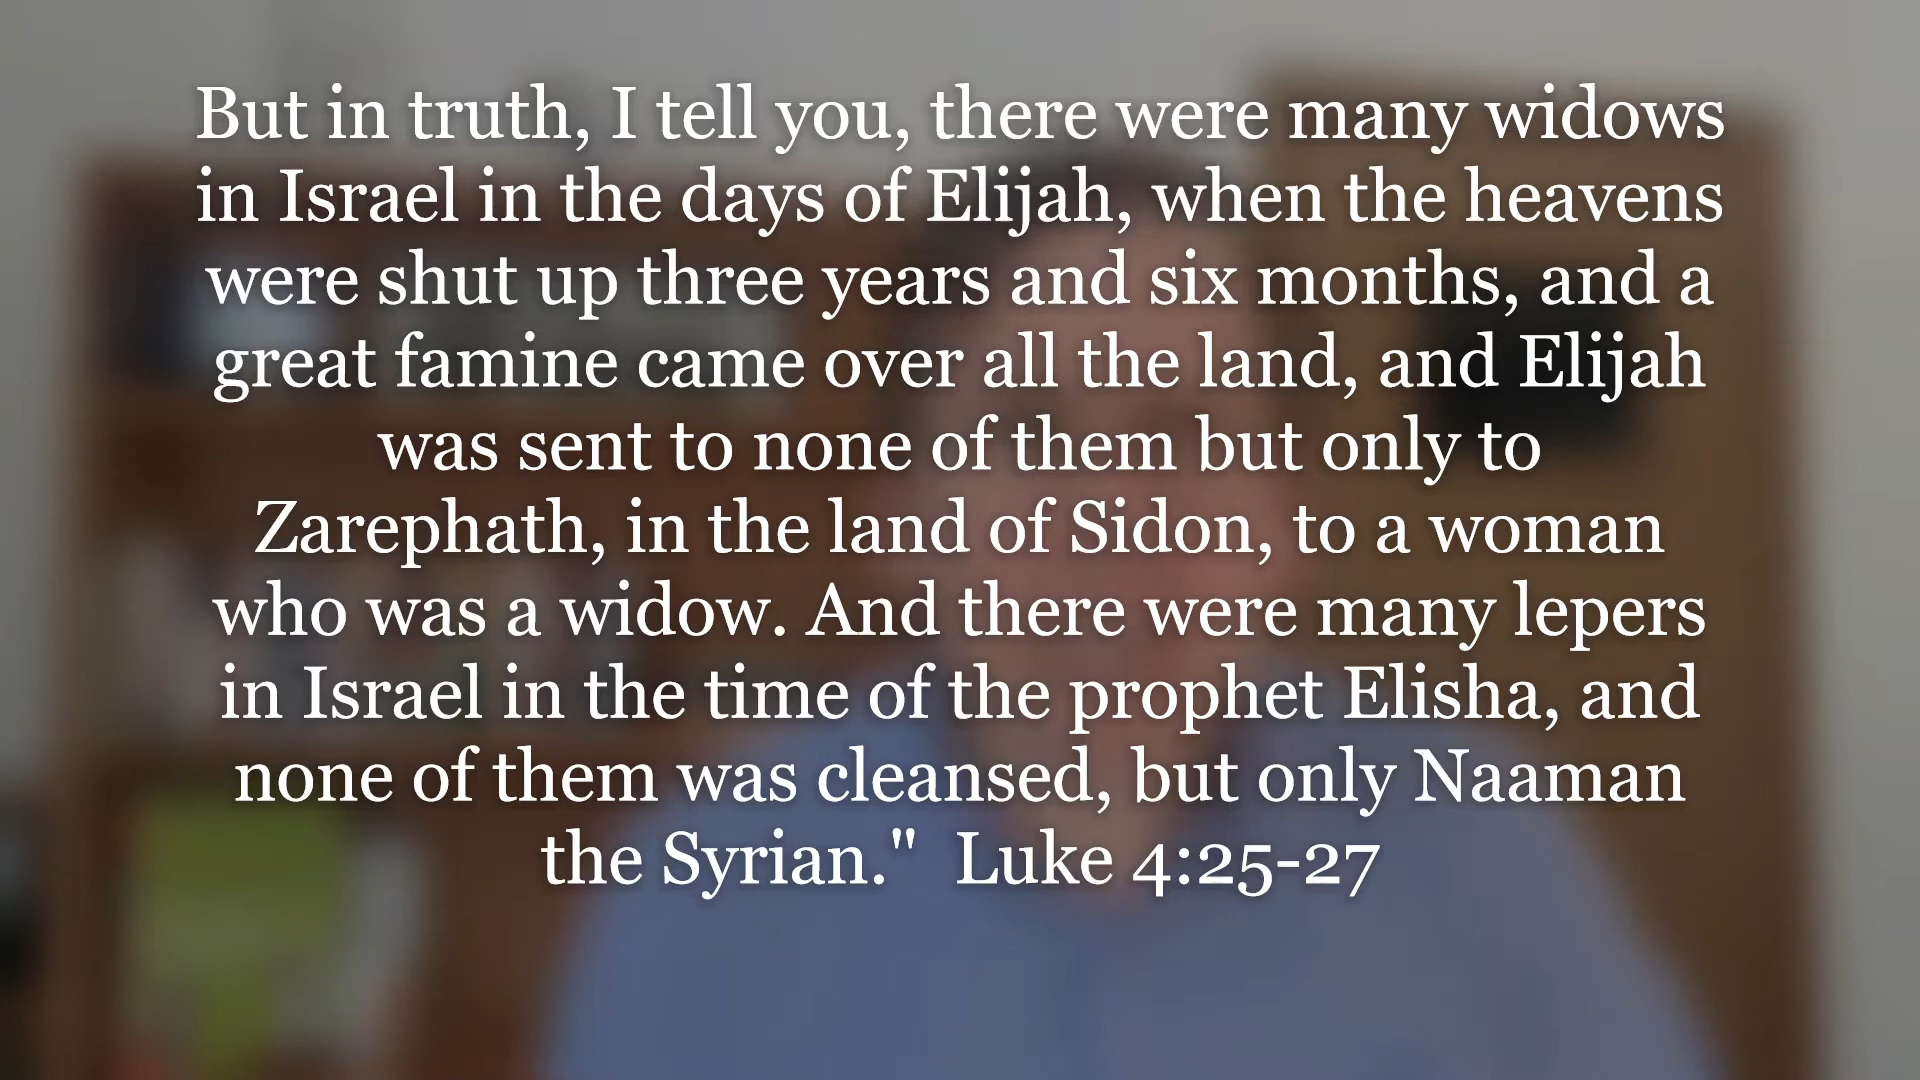 But in truth, I tell you, there were many widows
in Israel in the days of Elijah, when the heavens
were shut up three years and six months, and a
great famine came over all the land, and Elijah
was sent to none of them but only to
Zarephath, in the land of Sidon, to a woman
who was a widow. And there were many lepers
in Israel in the time of the prophet Elisha, and
none of them was cleansed, but only Naaman
the Syrian."  Luke 4:25-27